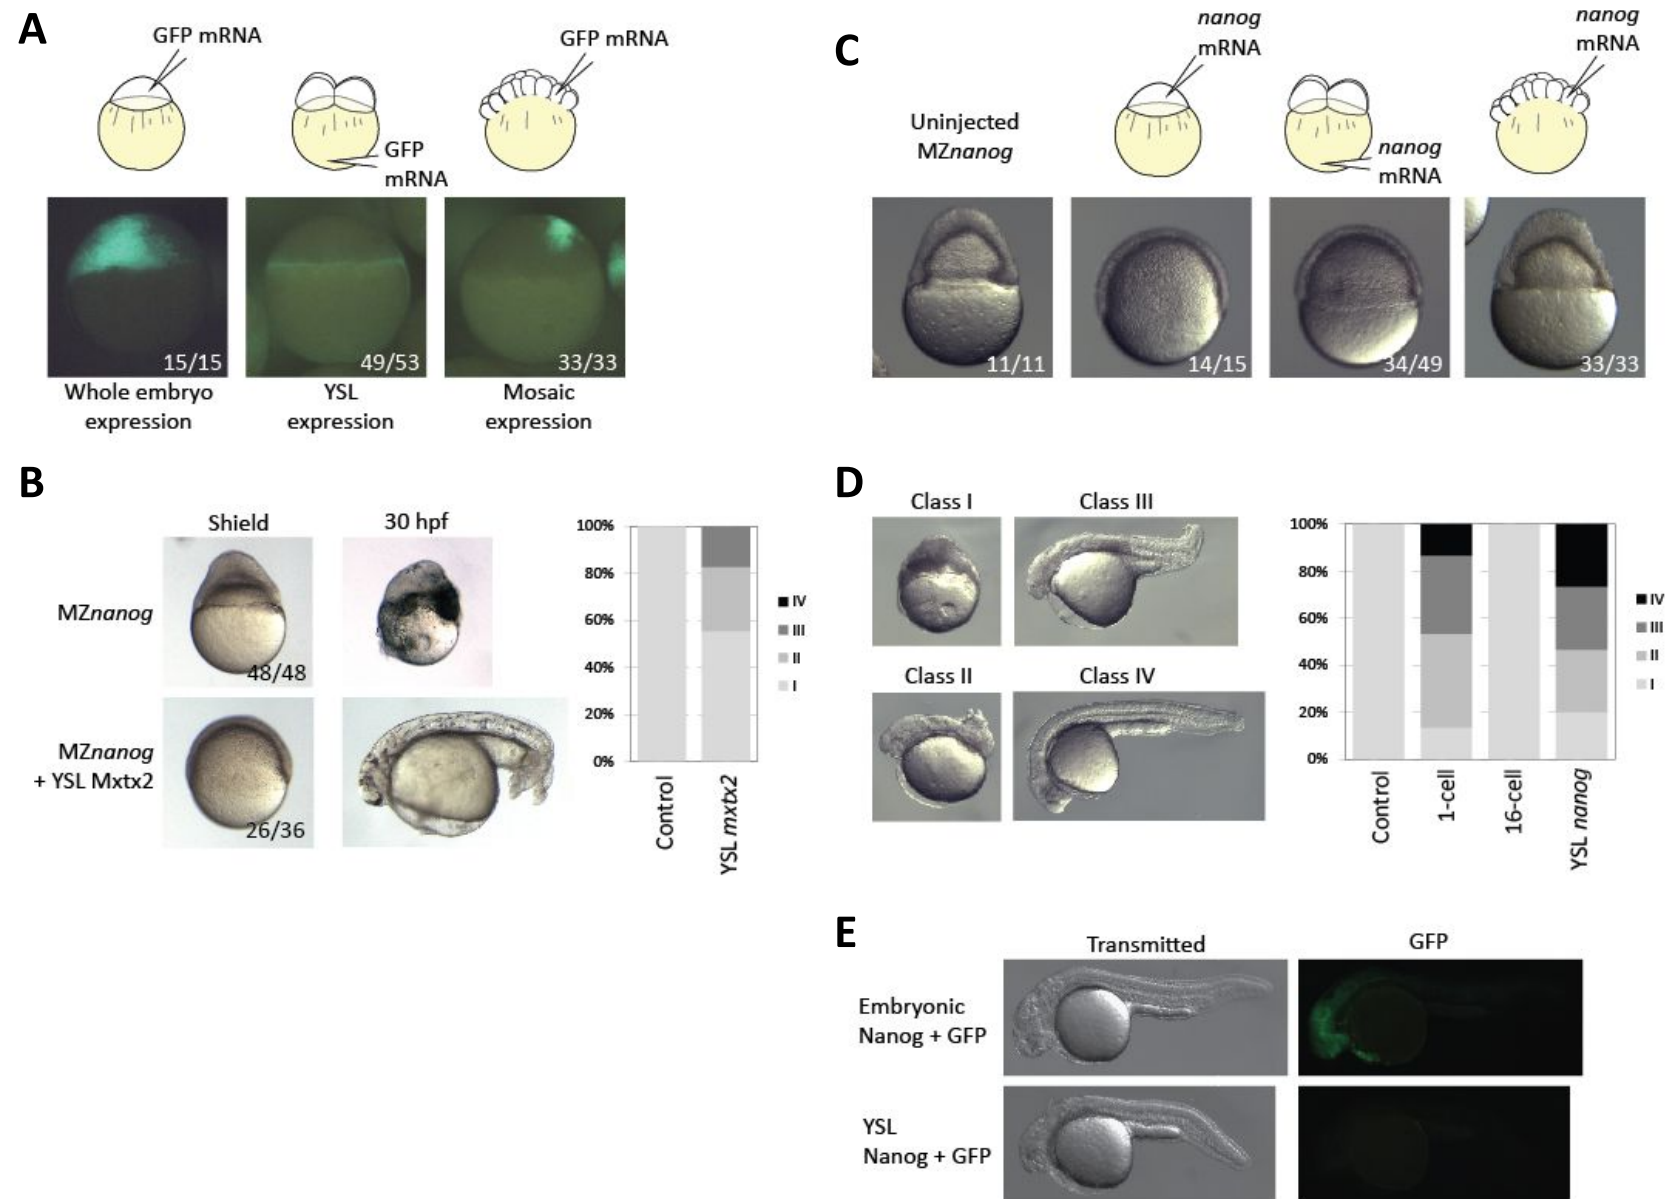 A
GFP mRNA
GFP mRNA
GFP
mRNA
15/15
49/53
33/33
Whole embryo
expression
YSL
expression
Mosaic
expression
B
Shield
30 hpf
MZnanog
48/48
MZnanog
+ YSL Mxtx2
26/36
100%
80%
60%
40%
20%
0%
IV
III
II
I
Control
YSL mxtx2
C
Uninjected
MZnanog
nanog
mRNA
nanog
mRNA
nanog
mRNA
11/11
14/15
34/49
33/33
D
Class I
Class III
Class II
Class IV
100%
80%
60%
40%
20%
0%
IV
III
II
I
Control
1-cell
16-cell
YSL nanog
E
Transmitted
GFP
Embryonic
Nanog + GFP
YSL
Nanog + GFP